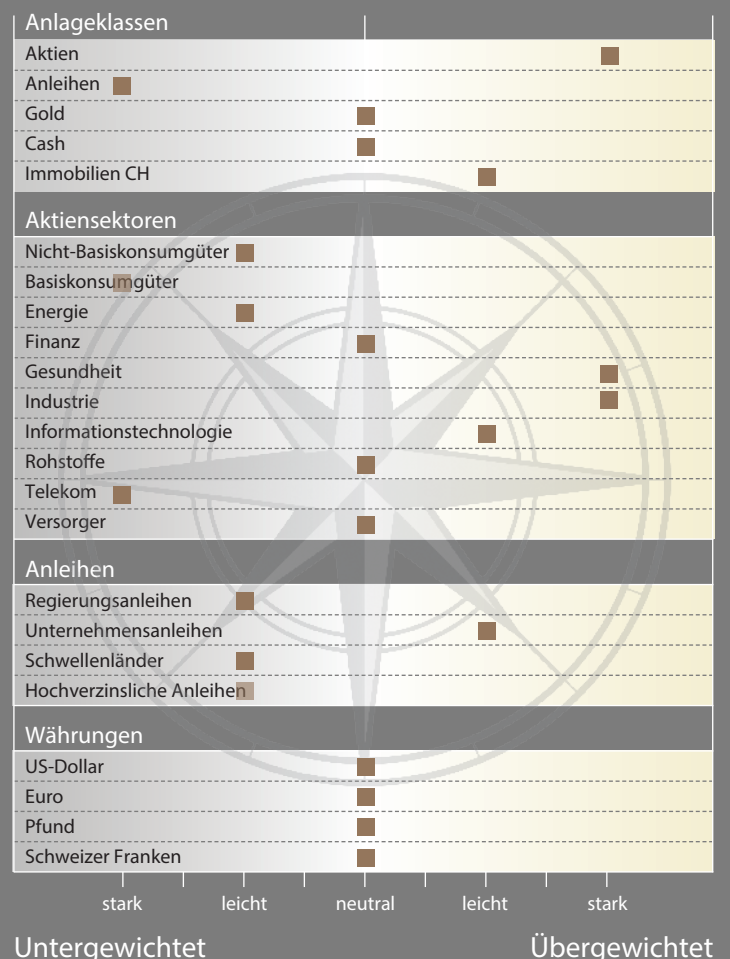 Anlageklassen
Aktien
Anleihen
Gold
Cash
Immobilien CH
Aktiensektoren
Nicht-Basiskonsumgüter
Basiskonsumgüter
Energie
Finanz
Gesundheit
Industrie
Informationstechnologie
Rohstoffe
Telekom
Versorger
Anleihen
Regierungsanleihen
Unternehmensanleihen
Schwellenländer
Hochverzinsliche Anleihen
Währungen
US-Dollar
Euro
Pfund
Schweizer Franken
stark leicht neutral leicht stark
Untergewichtet Übergewichtet